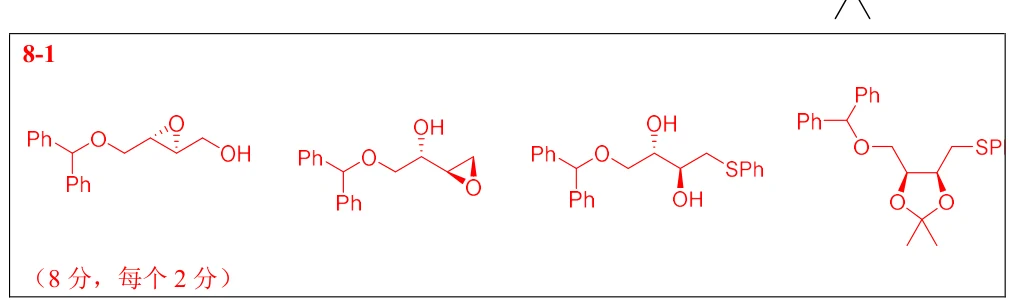 8-1
Ph O O OH Ph
OH Ph O O Ph
OH Ph O SPh Ph OH
Ph Ph O SP O O
（8 分，每个 2 分）